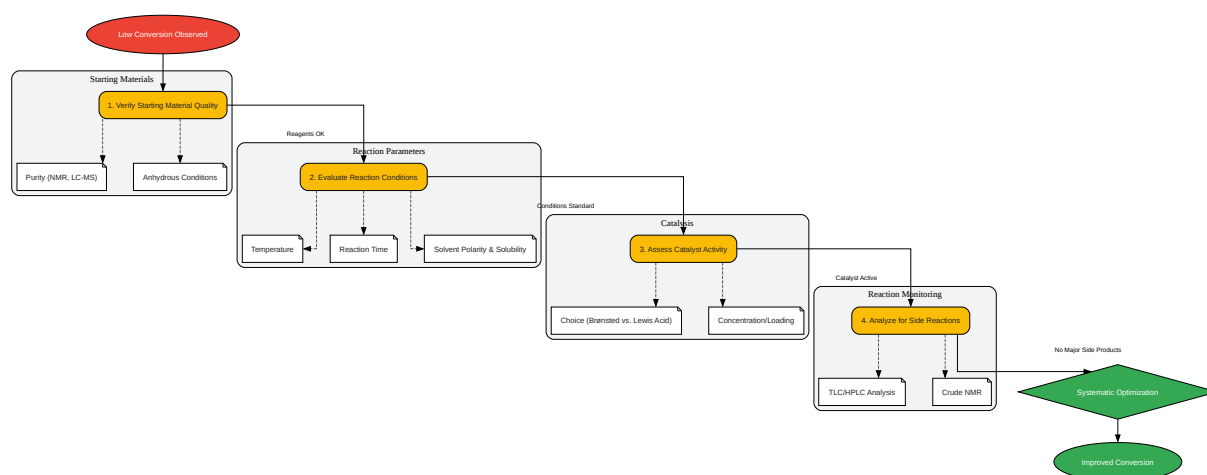 Low Conversion Observed
Starting Materials
1. Verify Starting Material Quality
Purity (NMR, LC-MS)
Anhydrous Conditions
Reagents OK
Reaction Parameters
2. Evaluate Reaction Conditions
Temperature
Reaction Time
Solvent Polarity & Solubility
Conditions Standard
Catalysis
3. Assess Catalyst Activity
Choice (Brønsted vs. Lewis Acid)
Concentration/Loading
Catalyst Active
Reaction Monitoring
4. Analyze for Side Reactions
TLC/HPLC Analysis
Crude NMR
No Major Side Products
Systematic Optimization
Improved Conversion